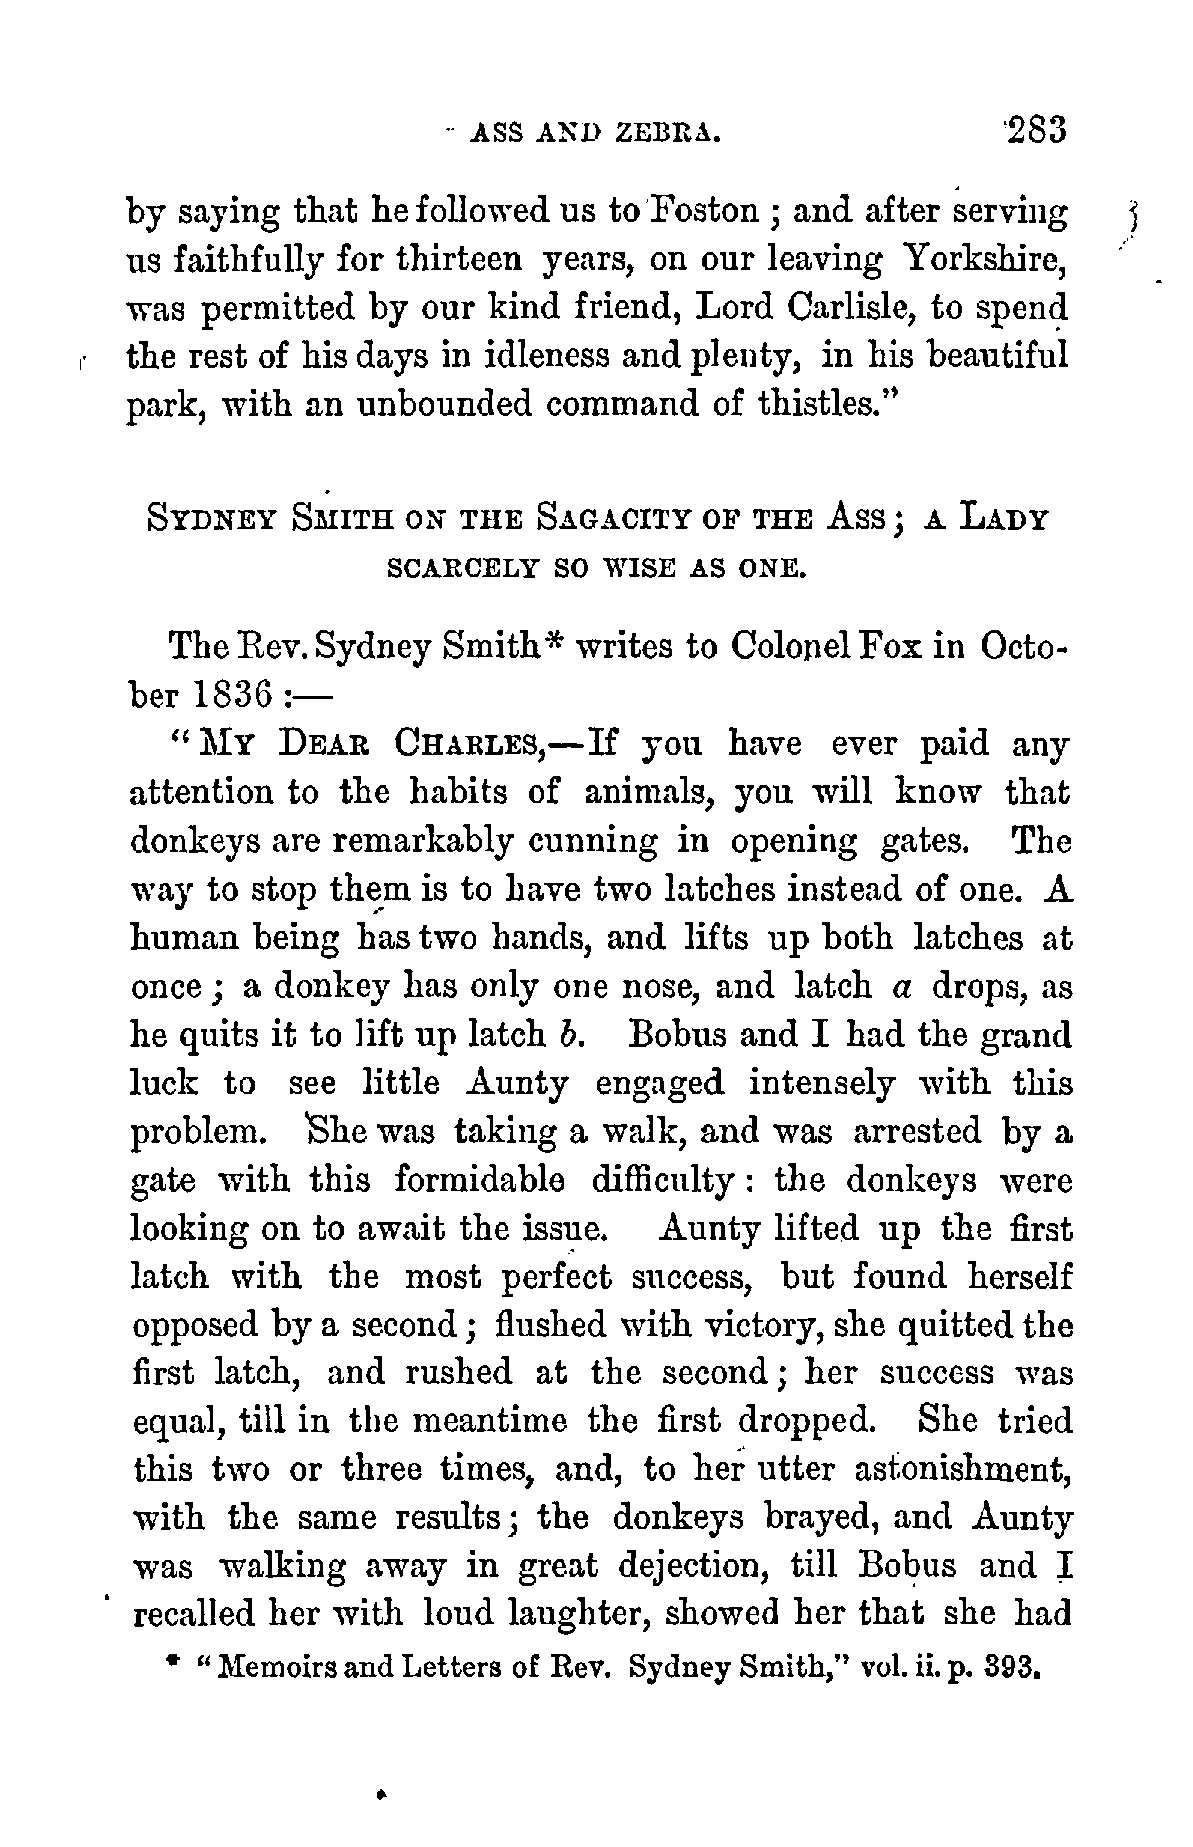 ASS AND ZEBRA. 283
by saying that he followed us to Foston ; and after serving
us faithfully for thirteen years, on our leaving Yorkshire,
was permitted by our kind friend, Lord Carlisle, to spend
the rest of his days in idleness and plenty, in his beautiful
park, with an unbounded command of thistles.”
SYDNEY SMITH ON THE SAGACITY OF THE ASS ; A LADY
SCARCELY SO WISE AS ONE.
The Rev. Sydney Smith* writes to Colonel Fox in Octo-
ber 1836 :—
“ MY DEAR CHARLES,—If you have ever paid any
attention to the habits of animals, you will know that
donkeys are remarkably cunning in opening gates. The
way to stop them is to have two latches instead of one. A
human being has two hands, and lifts up both latches at
once ; a donkey has only one nose, and latch a drops, as
he quits it to lift up latch b. Bobus and I had the grand
luck to see little Aunty engaged intensely with this
problem. She was taking a walk, and was arrested by a
gate with this formidable difficulty : the donkeys were
looking on to await the issue. Aunty lifted up the first
latch with the most perfect success, but found herself
opposed by a second ; flushed with victory, she quitted the
first latch, and rushed at the second ; her success was
equal, till in the meantime the first dropped. She tried
this two or three times, and, to her utter astonishment,
with the same results ; the donkeys brayed, and Aunty
was walking away in great dejection, till Bobus and I
recalled her with loud laughter, showed her that she had
* “ Memoirs and Letters of Rev. Sydney Smith,” vol. ii. p. 393.